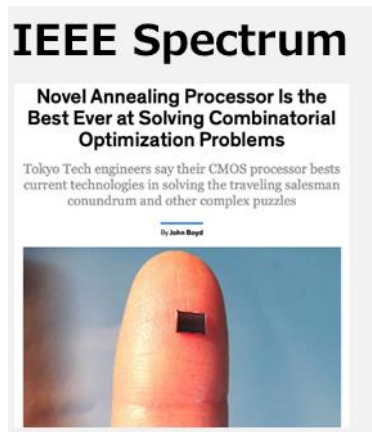 IEEE Spectrum
Novel Annealing Processor Is the
Best Ever at Solving Combinatorial
Optimization Problems
Tokyo Tech engineers say their CMOS processor bests
current technologies in solving the traveling salesman
conundrum and other complex puzzles
By John Boyd